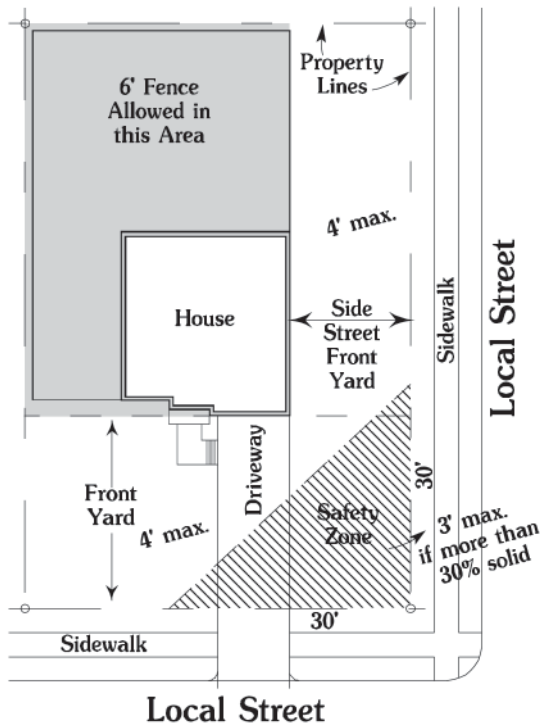 Property
Lines
6' Fence
Allowed in
this Area
4' max.
House
Side
Street
Front
Yard
Sidewalk
Local Street
Front
Yard
4' max.
Driveway
Safety
Zone
30'
3' max.
if more than
30% solid
30'
Sidewalk
Local Street